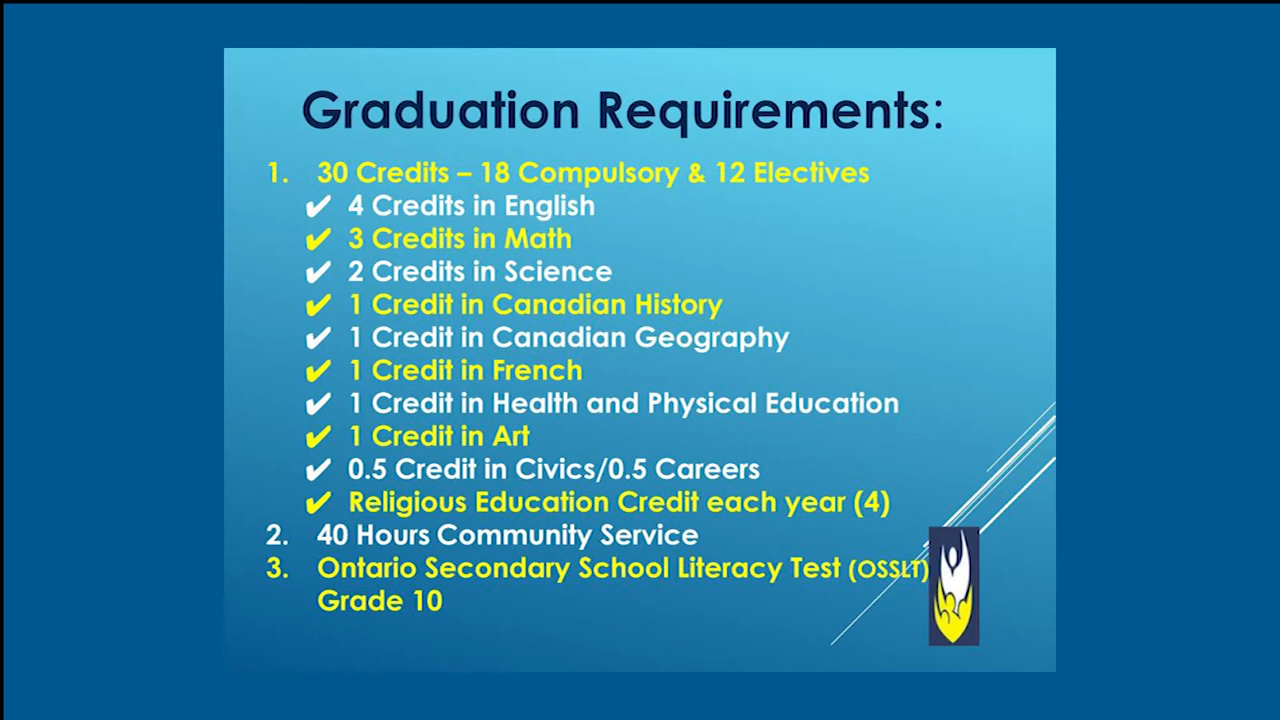 Graduation Requirements:
1. 30 Credits – 18 Compulsory & 12 Electives
✔ 4 Credits in English
✔ 3 Credits in Math
✔ 2 Credits in Science
✔ 1 Credit in Canadian History
✔ 1 Credit in Canadian Geography
✔ 1 Credit in French
✔ 1 Credit in Health and Physical Education
✔ 1 Credit in Art
✔ 0.5 Credit in Civics/0.5 Careers
✔ Religious Education Credit each year (4)
2. 40 Hours Community Service
3. Ontario Secondary School Literacy Test (OSSLT)
Grade 10